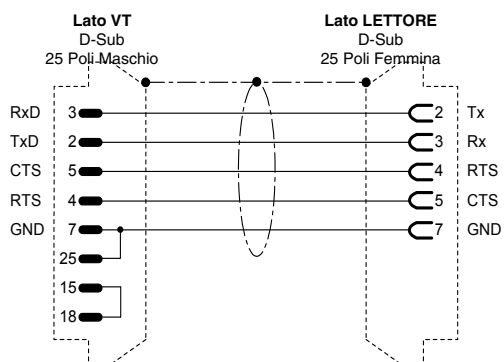 Lato VT
D-Sub
25 Poli Maschio
Lato LETTORE
D-Sub
25 Poli Femmina
RxD 3 2 Tx
TxD 2 3 Rx
CTS 5 4 RTS
RTS 4 5 CTS
GND 7 7 GND
25
15
18